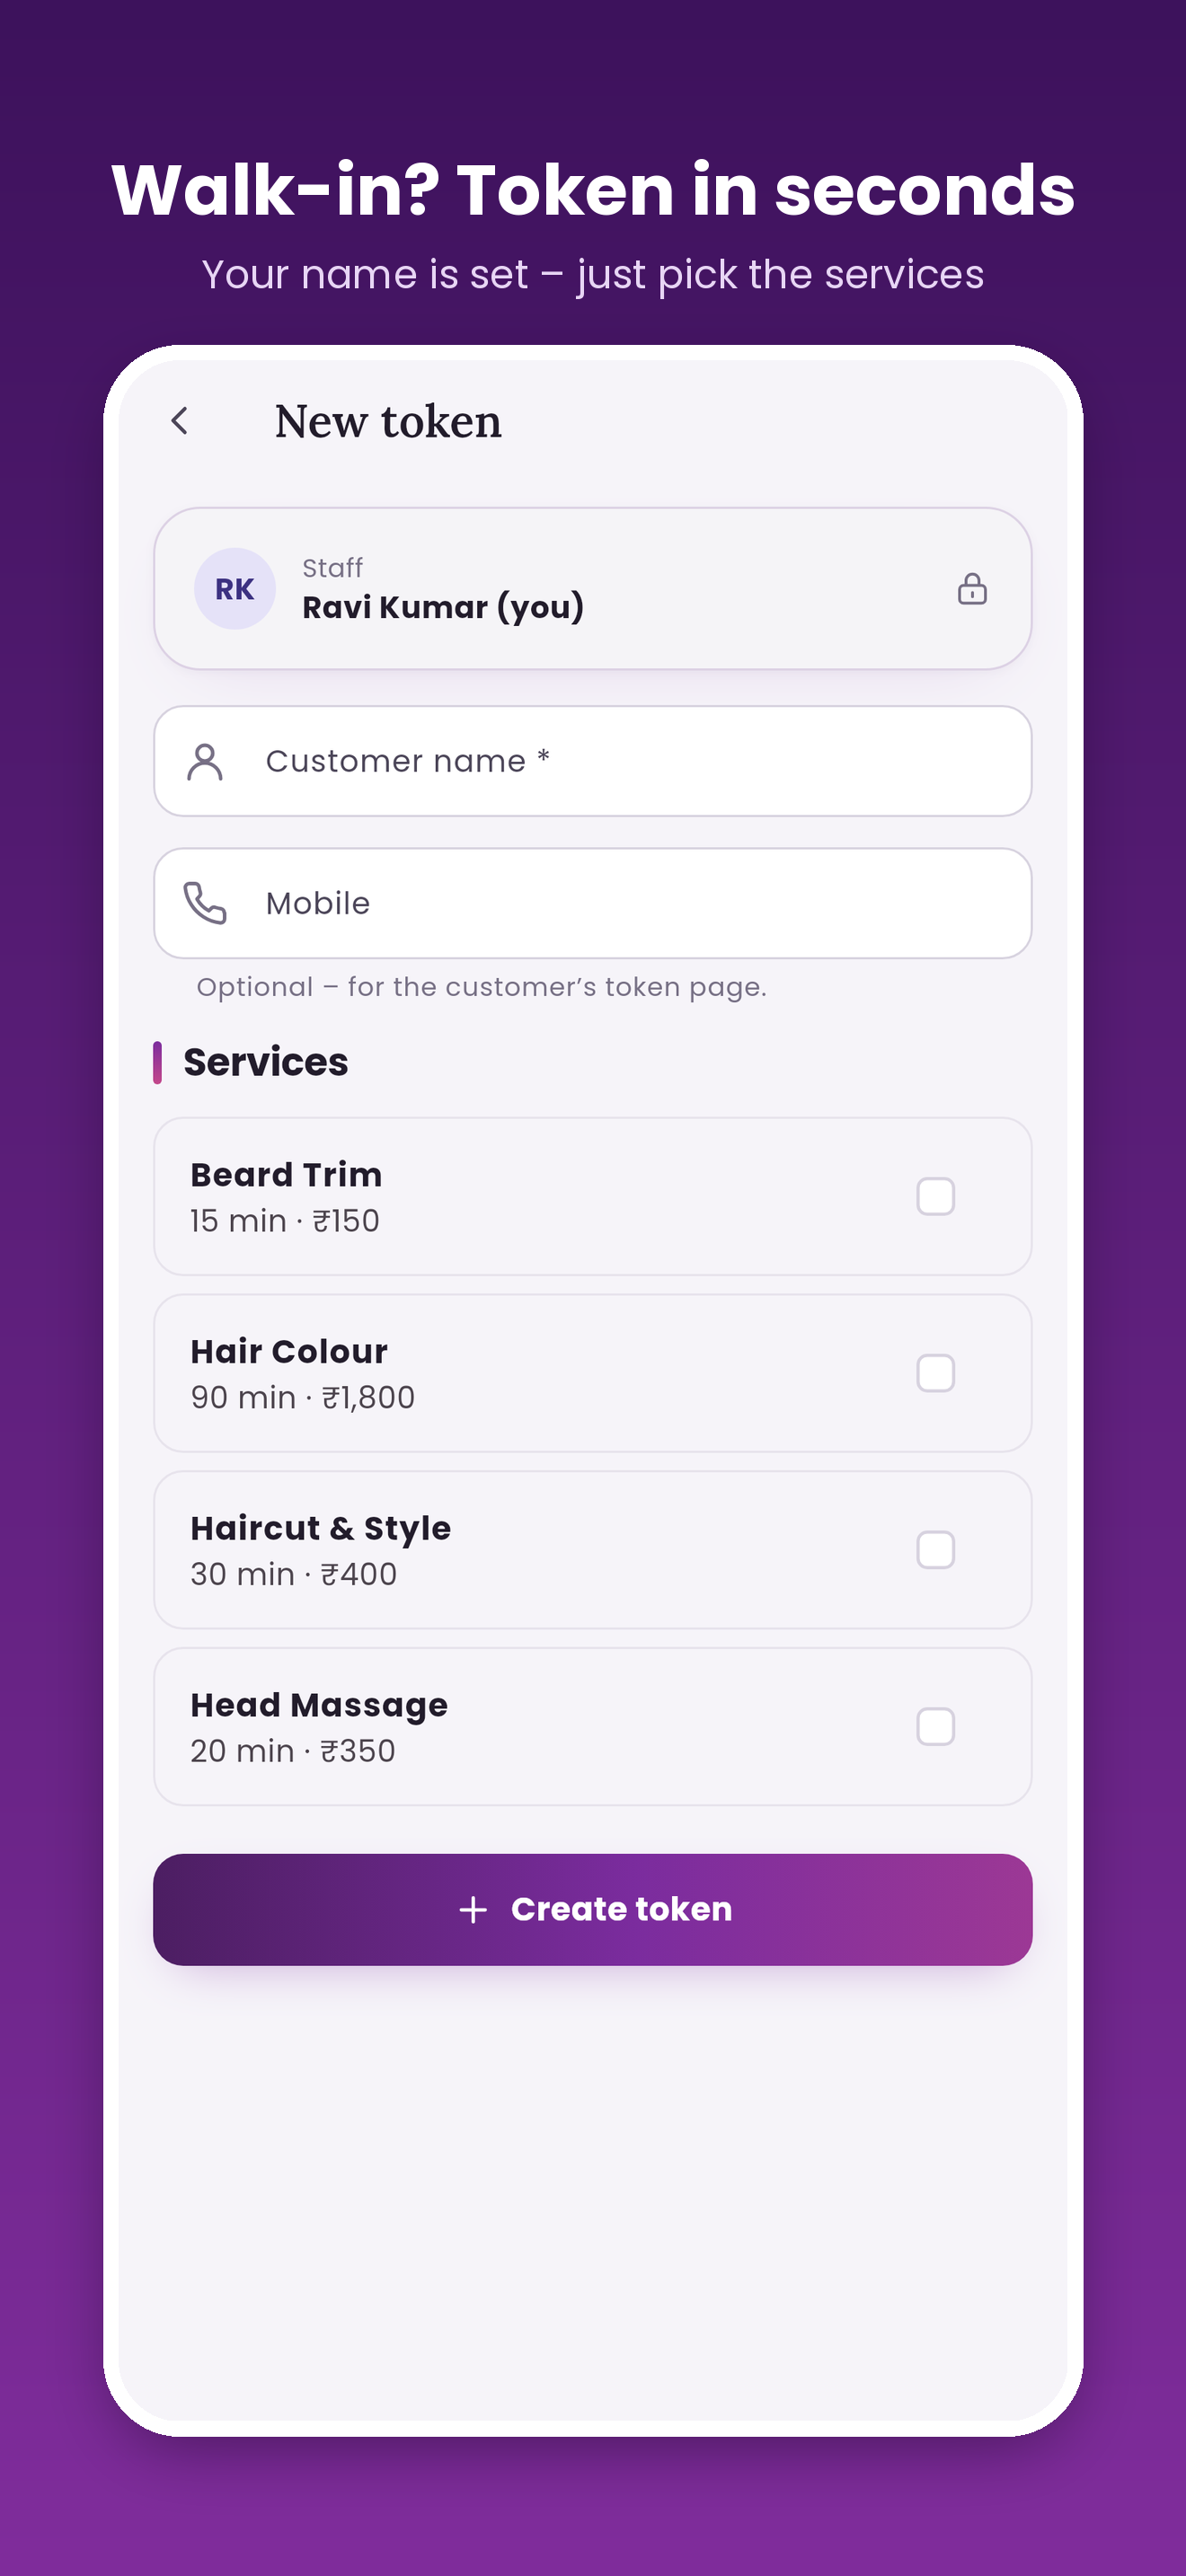 Walk-in? Token in seconds
Your name is set – just pick the services
New token
RK
Staff
Ravi Kumar (you)
Customer name *
Mobile
Optional – for the customer’s token page.
Services
Beard Trim
15 min · ₹150
Hair Colour
90 min · ₹1,800
Haircut & Style
30 min · ₹400
Head Massage
20 min · ₹350
Create token